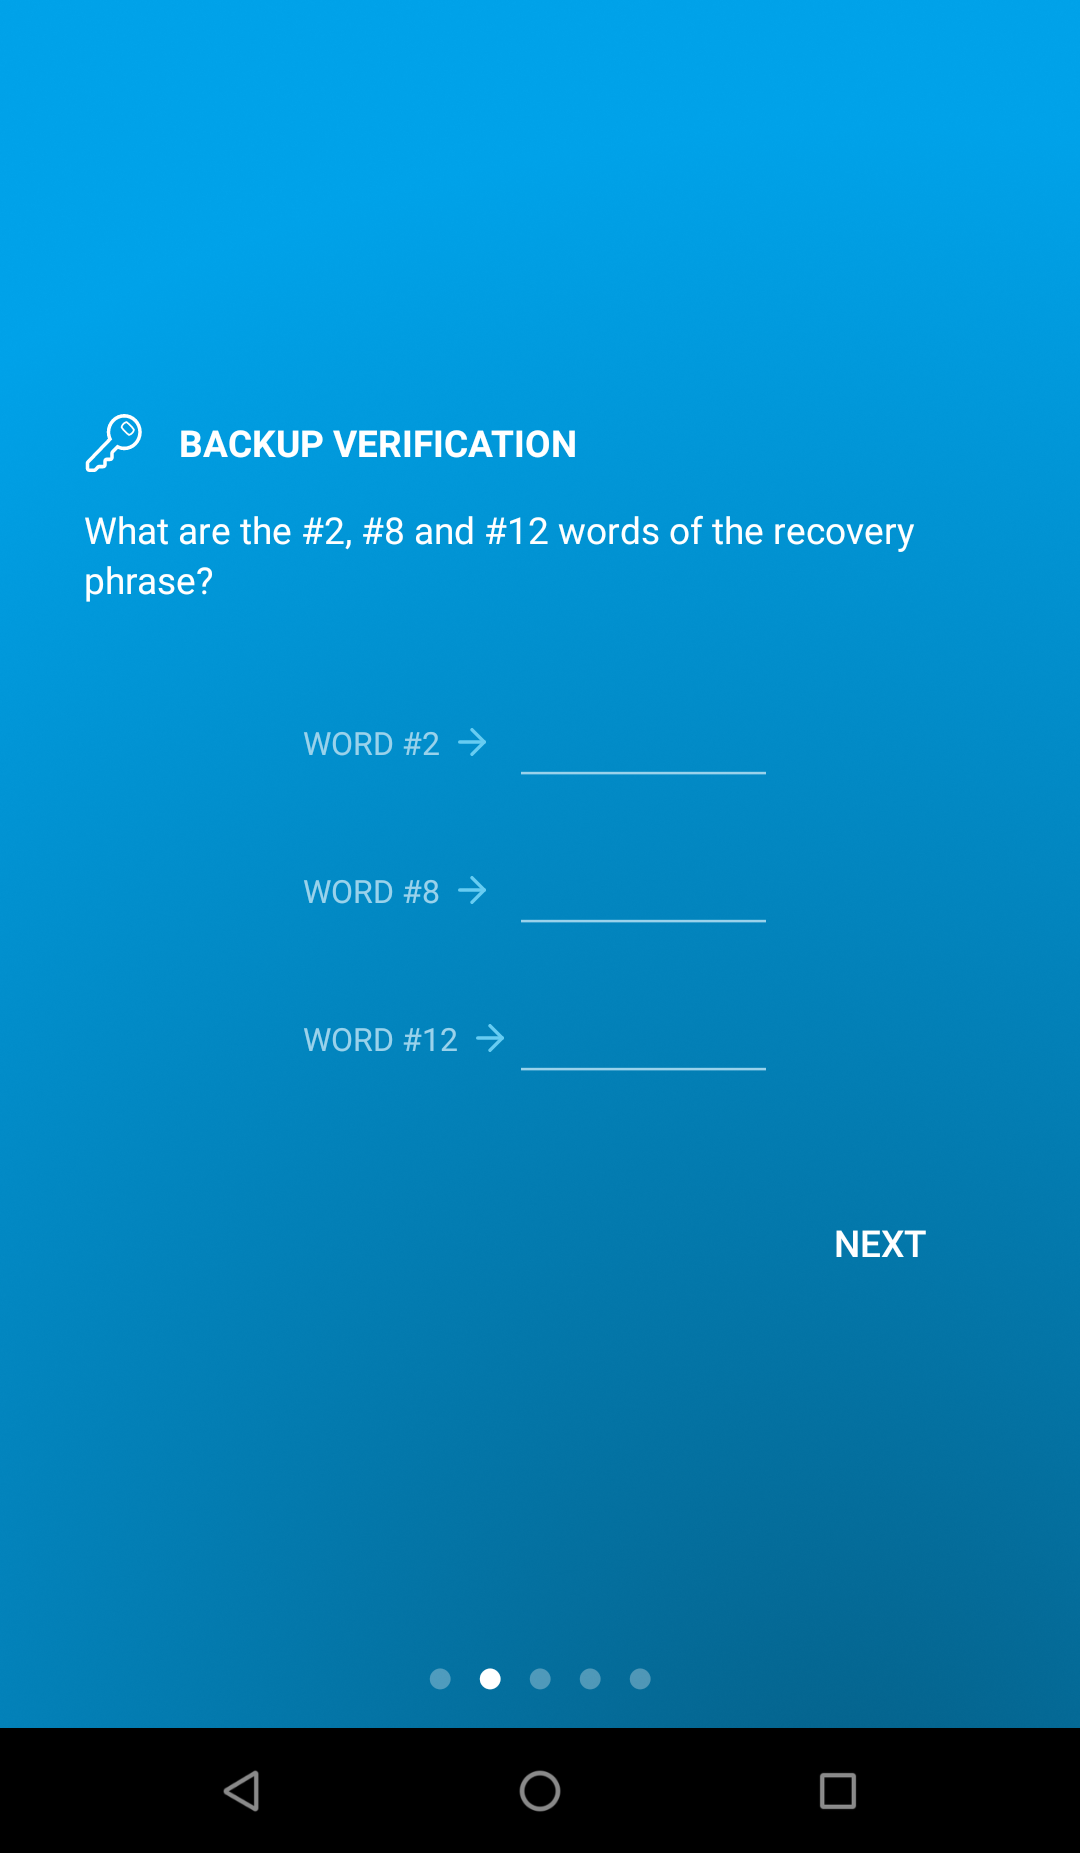 BACKUP VERIFICATION
What are the #2, #8 and #12 words of the recovery
phrase?
WORD #2
WORD #8
WORD #12
NEXT